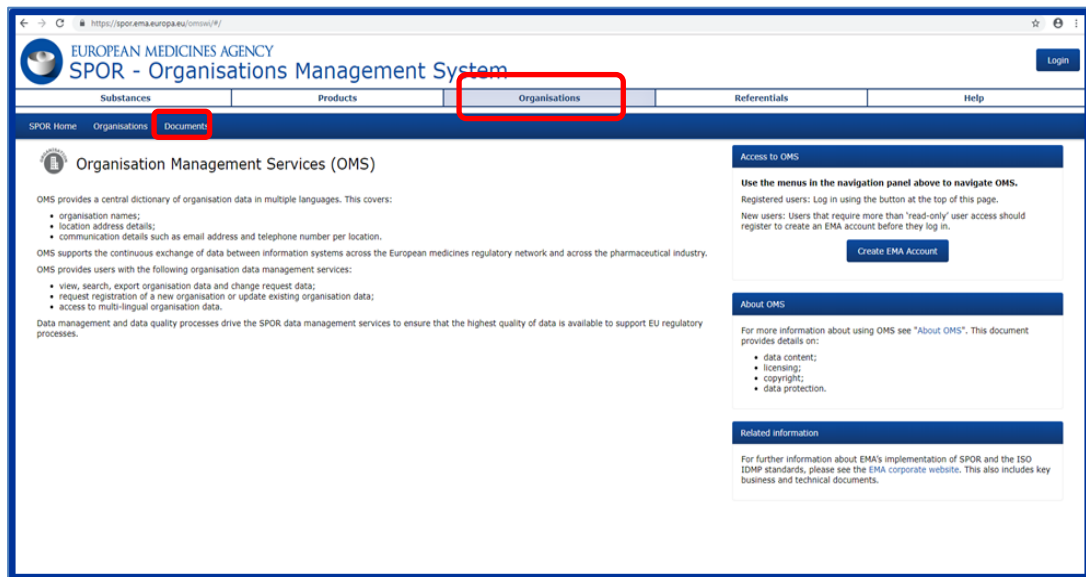 https://spor.ema.europa.eu/omswi/#/
EUROPEAN MEDICINES AGENCY
SPOR - Organisations Management System
Login
Substances
Products
Organisations
Referentials
Help
SPOR Home
Organisations
Documents
Organisation Management Services (OMS)
OMS provides a central dictionary of organisation data in multiple languages. This covers:
• organisation names;
• location address details;
• communication details such as email address and telephone number per location.
OMS supports the continuous exchange of data between information systems across the European medicines regulatory network and across the pharmaceutical industry.
OMS provides users with the following organisation data management services:
• view, search, export organisation data and change request data;
• request registration of a new organisation or update existing organisation data;
• access to multi-lingual organisation data.
Data management and data quality processes drive the SPOR data management services to ensure that the highest quality of data is available to support EU regulatory
processes.
Access to OMS
Use the menus in the navigation panel above to navigate OMS.
Registered users: Log in using the button at the top of this page.
New users: Users that require more than 'read-only' user access should
register to create an EMA account before they log in.
Create EMA Account
About OMS
For more information about using OMS see "About OMS". This document
provides details on:
• data content;
• licensing;
• copyright;
• data protection.
Related information
For further information about EMA's implementation of SPOR and the ISO
IDMP standards, please see the EMA corporate website. This also includes key
business and technical documents.